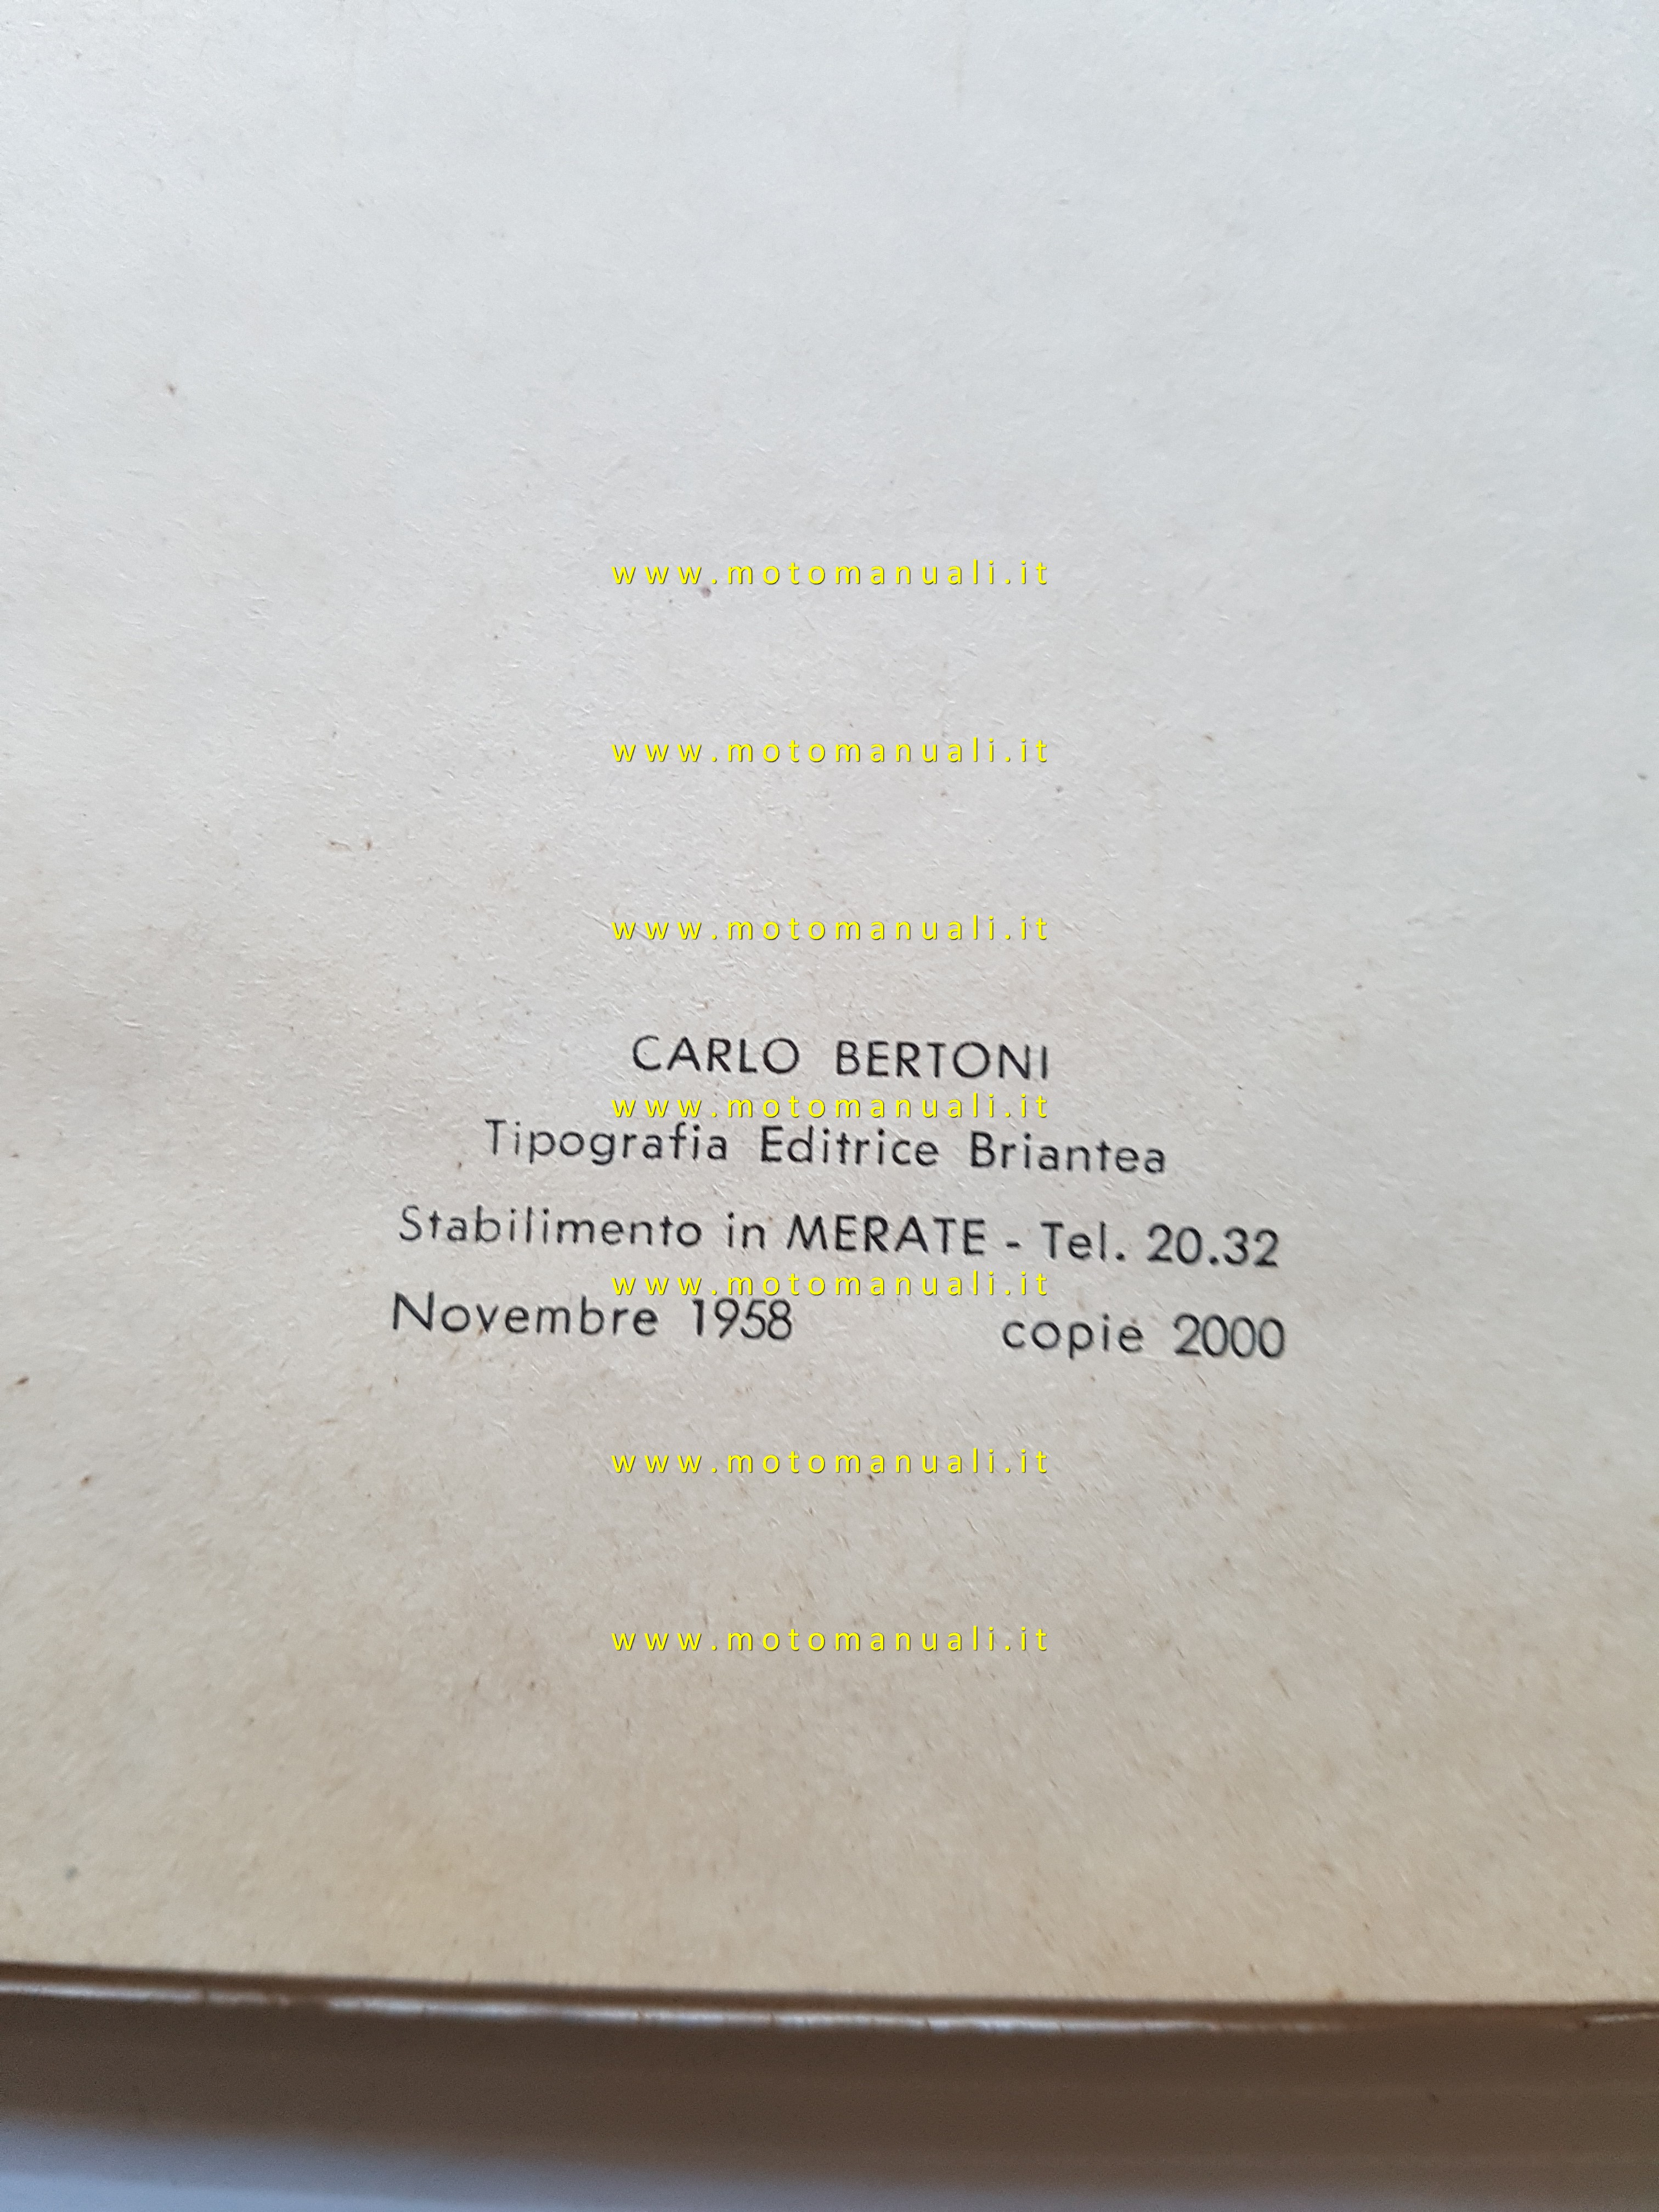 www.motomanuali.it
www.motomanuali.it
www.motomanuali.it
CARLO BERTONI
www.motomanuali.it
Tipografia Editrice Briantea
Stabilimento in MERATE - Tel. 20.32
www.motomanuali.it
Novembre 1958 copie 2000
www.motomanuali.it
www.motomanuali.it